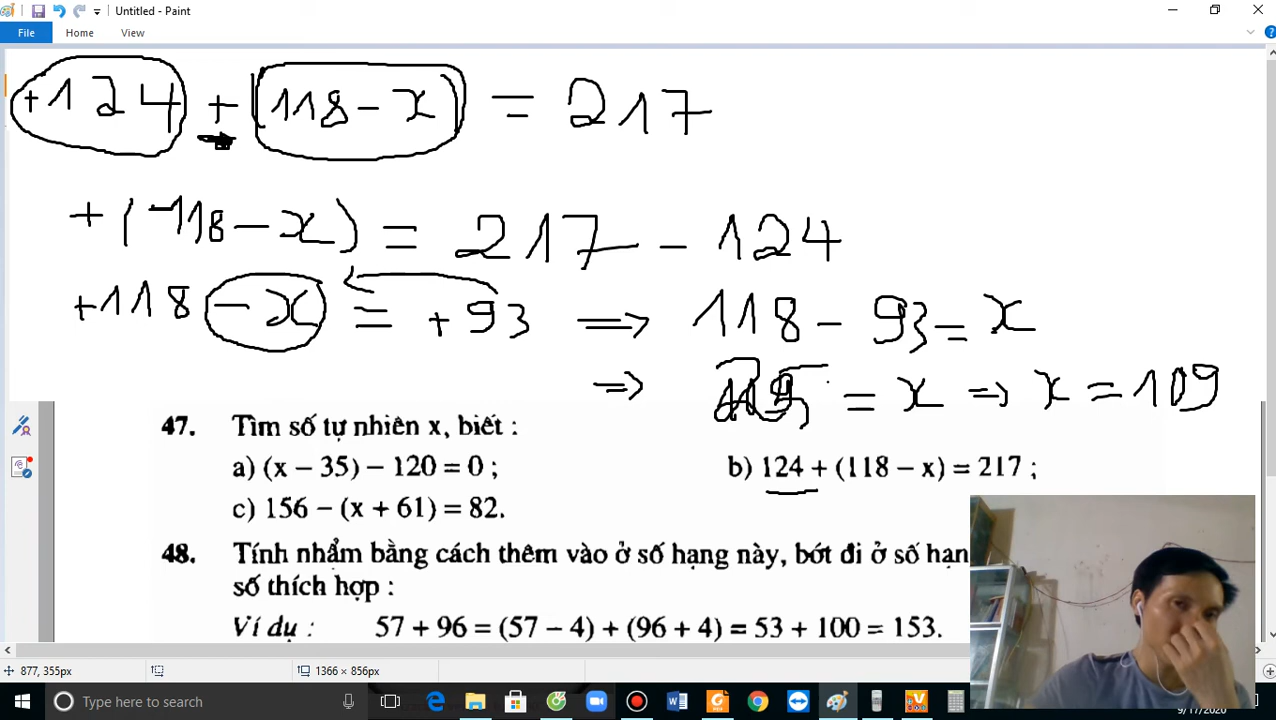 Untitled - Paint
File Home View
+124 + (118 - x) = 217
+ (118 - x) = 217 - 124
+118 - x = +93 ⇒ 118 - 93 = x
⇒ = x ⇒ x = 109
47. Tìm số tự nhiên x, biết :
a) (x – 35) – 120 = 0 ;
b) 124 + (118 – x) = 217 ;
c) 156 – (x + 61) = 82.
48. Tính nhẩm bằng cách thêm vào ở số hạng này, bớt đi ở số hạn
số thích hợp :
Ví dụ : 57 + 96 = (57 – 4) + (96 + 4) = 53 + 100 = 153.
877, 355px
1366 × 856px
Type here to search
9/17/2020